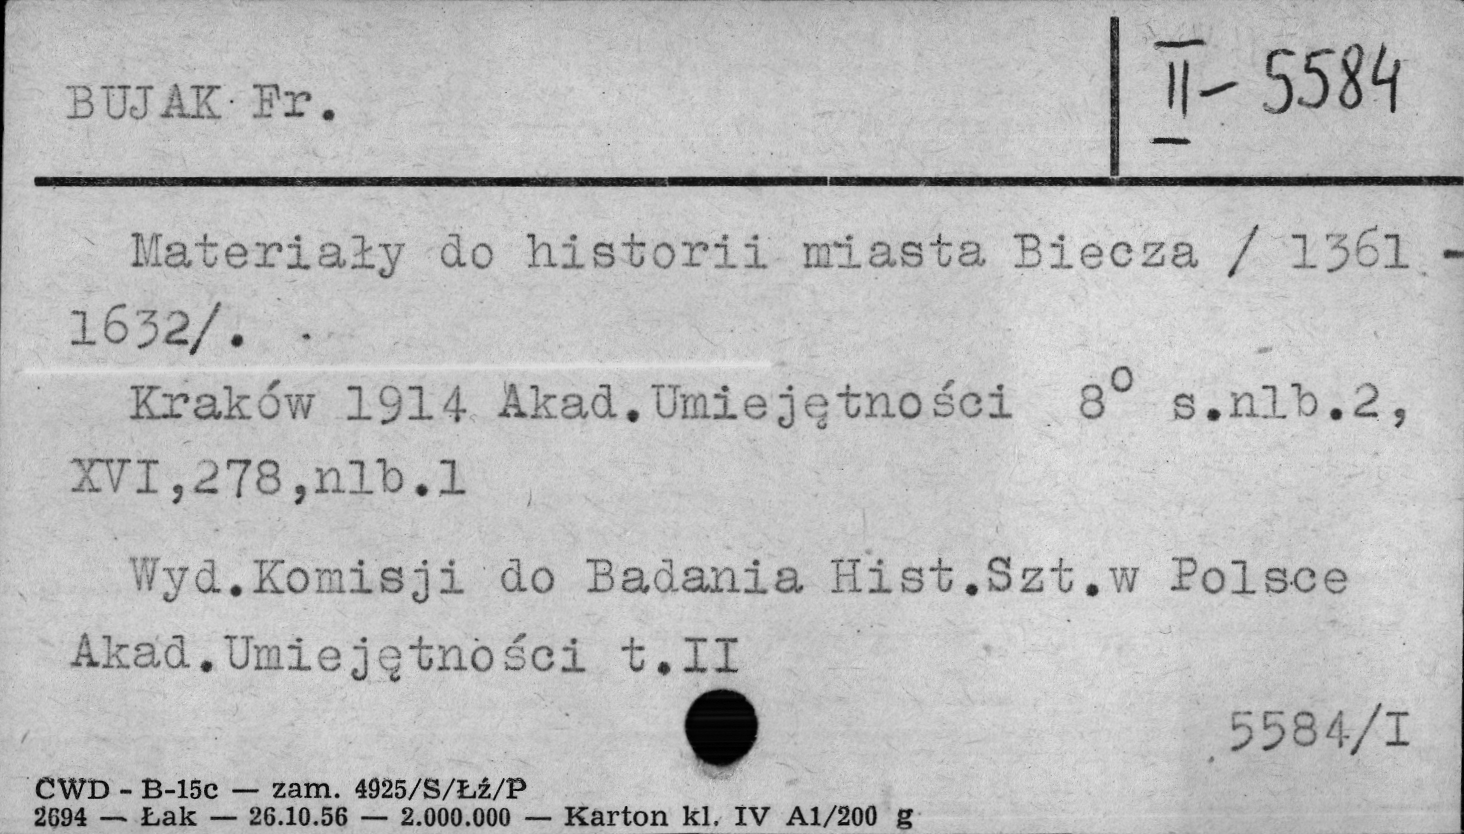 BUJAK Fr.
II - 5584
Materiały do historii miasta Biecza / 1361 -
1632/.
Kraków 1914 Akad.Umiejętności 8° s.nlb.2,
XVI,278,nlb.1
Wyd.Komisji do Badania Hist.Szt.w Polsce
Akad.Umiejętności t.II
5584/I
CWD - B-15c — zam. 4925/S/Łź/P
2694 — Łak — 26.10.56 — 2.000.000 — Karton kl. IV A1/200 g